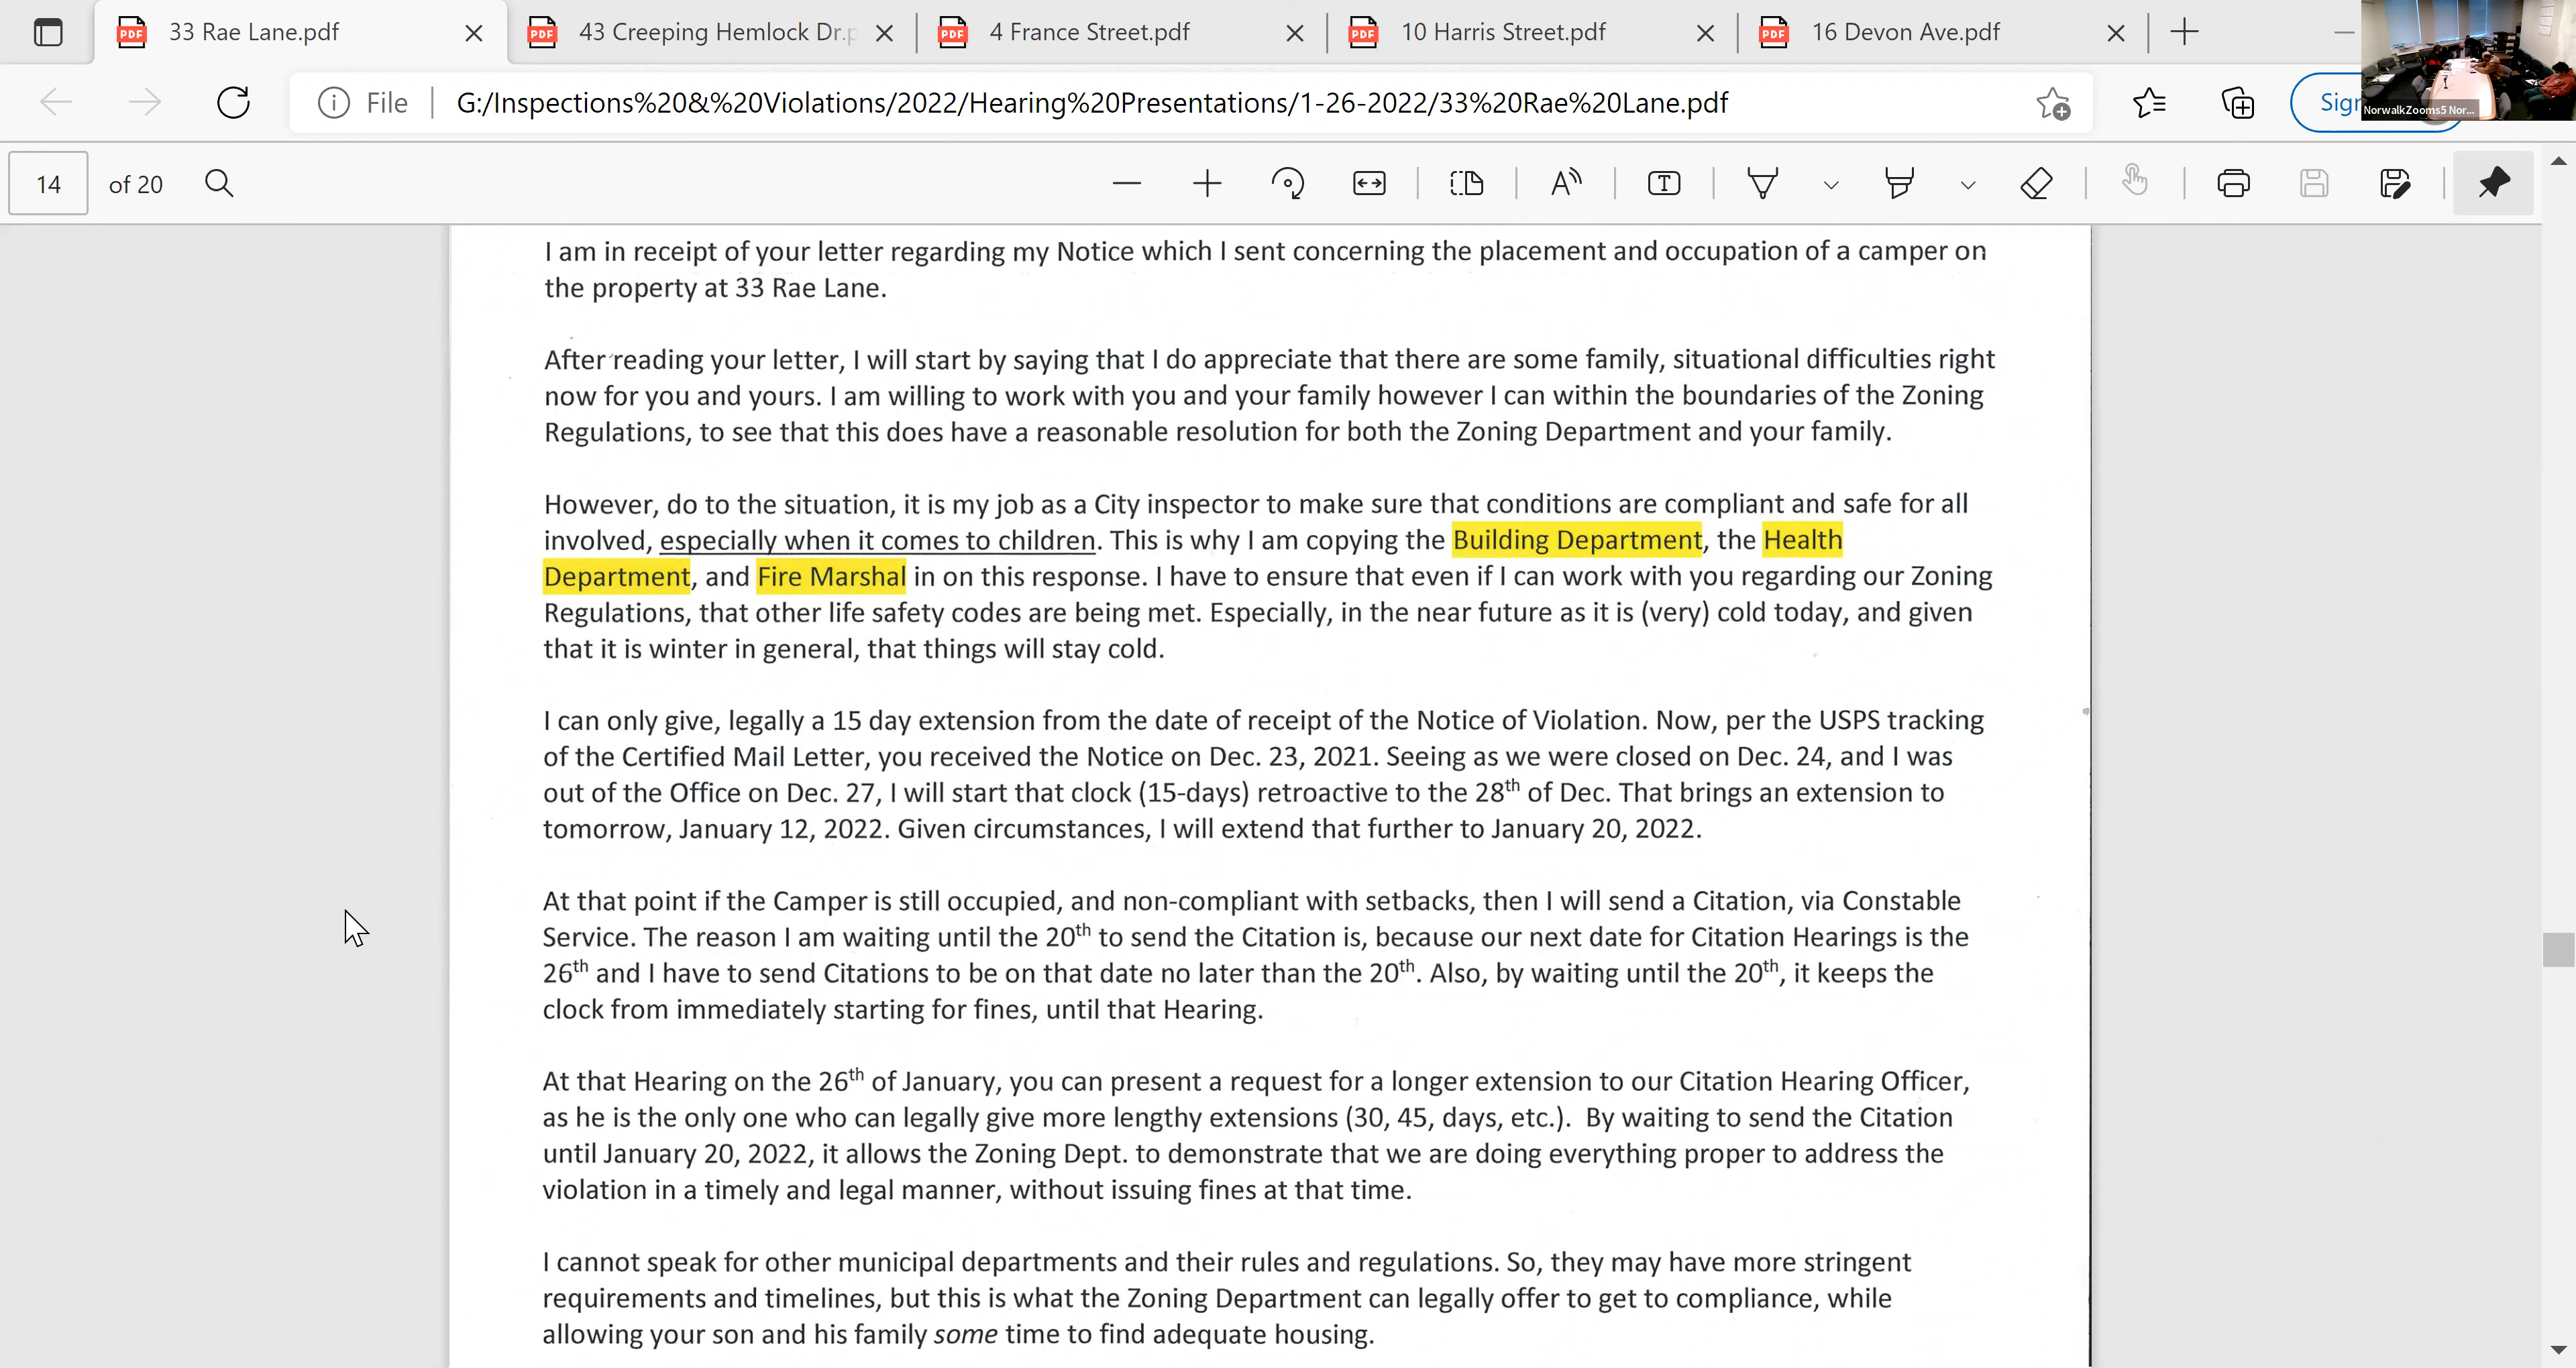 33 Rae Lane.pdf
43 Creeping Hemlock Dr.p
4 France Street.pdf
10 Harris Street.pdf
16 Devon Ave.pdf
File
G:/Inspections%20&%20Violations/2022/Hearing%20Presentations/1-26-2022/33%20Rae%20Lane.pdf
Sign
NorwalkZooms5 Nor...
14 of 20
I am in receipt of your letter regarding my Notice which I sent concerning the placement and occupation of a camper on
the property at 33 Rae Lane.
After reading your letter, I will start by saying that I do appreciate that there are some family, situational difficulties right
now for you and yours. I am willing to work with you and your family however I can within the boundaries of the Zoning
Regulations, to see that this does have a reasonable resolution for both the Zoning Department and your family.
However, do to the situation, it is my job as a City inspector to make sure that conditions are compliant and safe for all
involved, especially when it comes to children. This is why I am copying the Building Department, the Health
Department, and Fire Marshal in on this response. I have to ensure that even if I can work with you regarding our Zoning
Regulations, that other life safety codes are being met. Especially, in the near future as it is (very) cold today, and given
that it is winter in general, that things will stay cold.
I can only give, legally a 15 day extension from the date of receipt of the Notice of Violation. Now, per the USPS tracking
of the Certified Mail Letter, you received the Notice on Dec. 23, 2021. Seeing as we were closed on Dec. 24, and I was
out of the Office on Dec. 27, I will start that clock (15-days) retroactive to the 28th of Dec. That brings an extension to
tomorrow, January 12, 2022. Given circumstances, I will extend that further to January 20, 2022.
At that point if the Camper is still occupied, and non-compliant with setbacks, then I will send a Citation, via Constable
Service. The reason I am waiting until the 20th to send the Citation is, because our next date for Citation Hearings is the
26th and I have to send Citations to be on that date no later than the 20th. Also, by waiting until the 20th, it keeps the
clock from immediately starting for fines, until that Hearing.
At that Hearing on the 26th of January, you can present a request for a longer extension to our Citation Hearing Officer,
as he is the only one who can legally give more lengthy extensions (30, 45, days, etc.). By waiting to send the Citation
until January 20, 2022, it allows the Zoning Dept. to demonstrate that we are doing everything proper to address the
violation in a timely and legal manner, without issuing fines at that time.
I cannot speak for other municipal departments and their rules and regulations. So, they may have more stringent
requirements and timelines, but this is what the Zoning Department can legally offer to get to compliance, while
allowing your son and his family some time to find adequate housing.